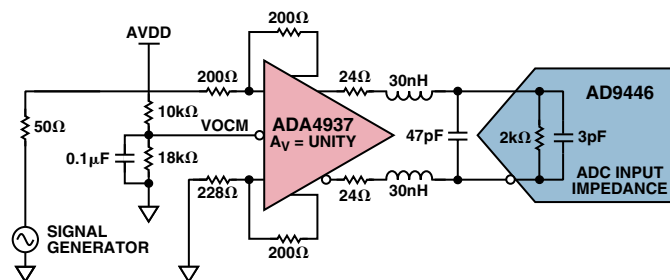 200Ω
AVDD
200Ω
24Ω
30nH
AD9446
10kΩ
50Ω
VOCM
ADA4937
A_V = UNITY
47pF
2kΩ
3pF
0.1μF
18kΩ
228Ω
24Ω
30nH
ADC INPUT
IMPEDANCE
SIGNAL
GENERATOR
200Ω